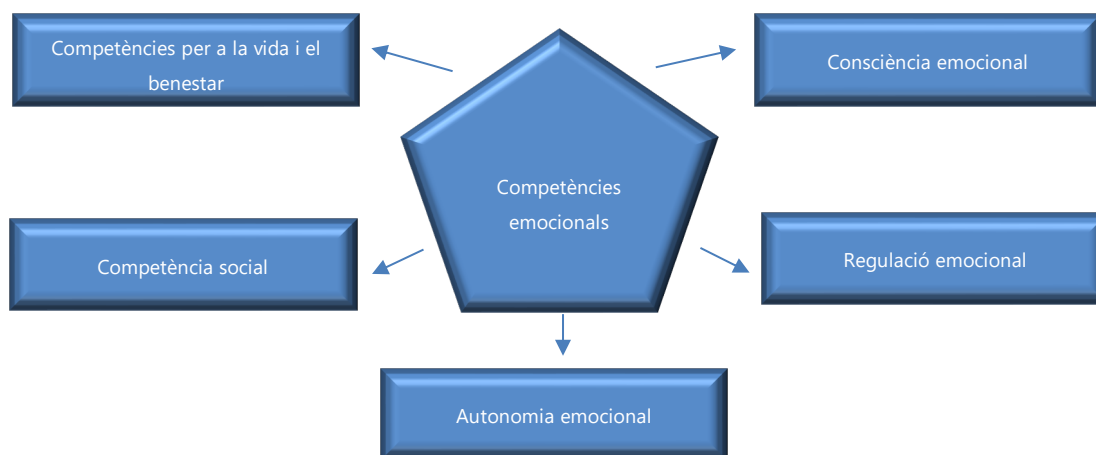 Competències per a la vida i el
benestar
Consciència emocional
Competències
emocionals
Competència social
Regulació emocional
Autonomia emocional